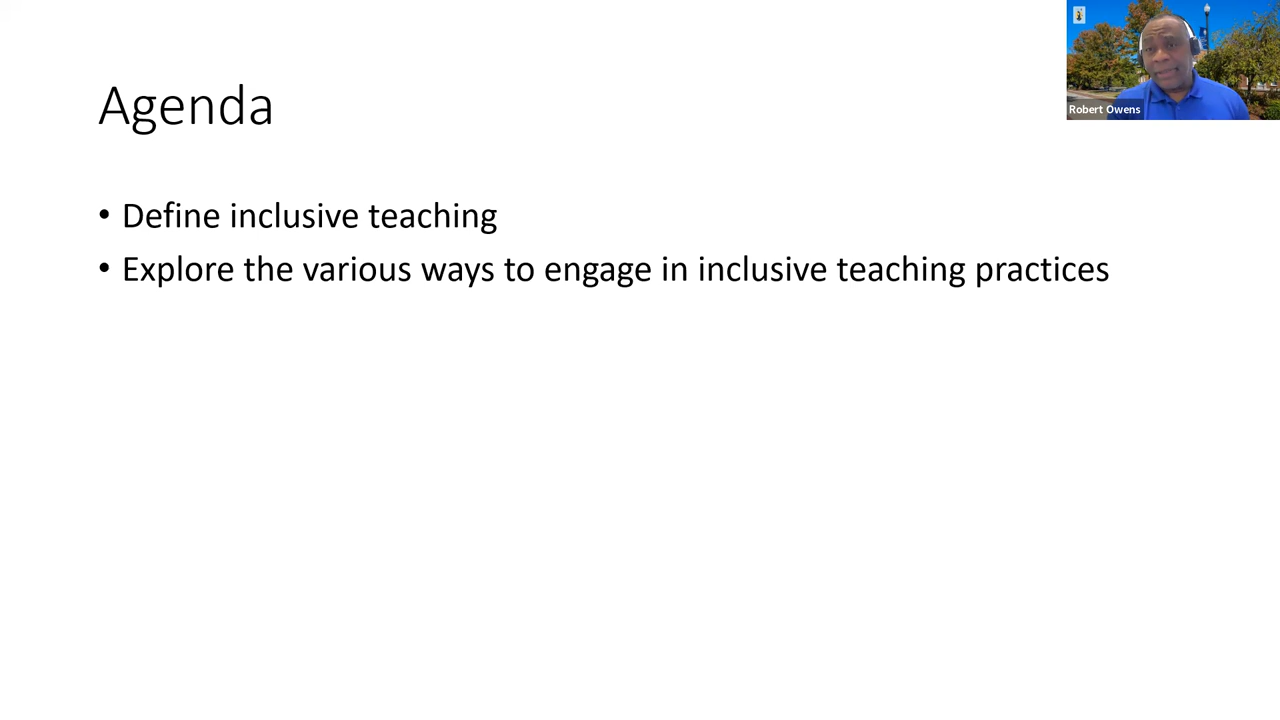 Agenda
• Define inclusive teaching
• Explore the various ways to engage in inclusive teaching practices
Robert Owens